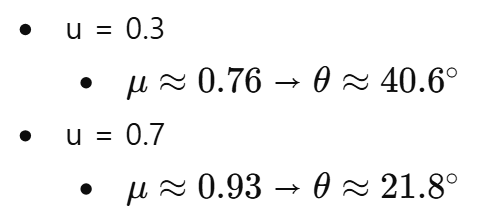 • u = 0.3
• μ ≈ 0.76 → θ ≈ 40.6°
• u = 0.7
• μ ≈ 0.93 → θ ≈ 21.8°